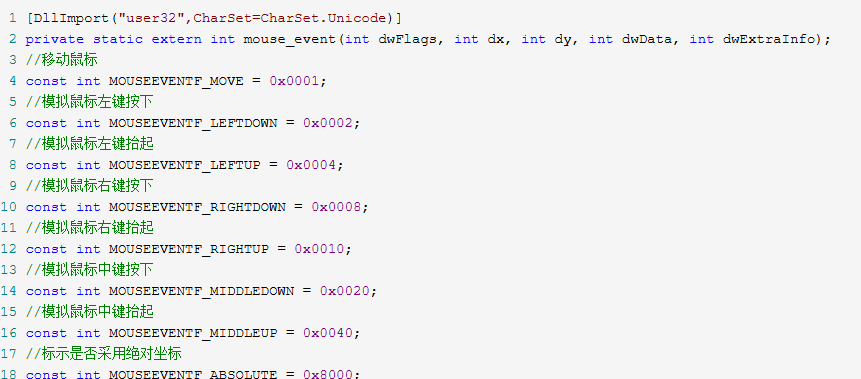 1 [DllImport("user32",CharSet=CharSet.Unicode)]
2 private static extern int mouse_event(int dwFlags, int dx, int dy, int dwData, int dwExtraInfo);
3 //移动鼠标
4 const int MOUSEEVENTF_MOVE = 0x0001;
5 //模拟鼠标左键按下
6 const int MOUSEEVENTF_LEFTDOWN = 0x0002;
7 //模拟鼠标左键抬起
8 const int MOUSEEVENTF_LEFTUP = 0x0004;
9 //模拟鼠标右键按下
10 const int MOUSEEVENTF_RIGHTDOWN = 0x0008;
11 //模拟鼠标右键抬起
12 const int MOUSEEVENTF_RIGHTUP = 0x0010;
13 //模拟鼠标中键按下
14 const int MOUSEEVENTF_MIDDLEDOWN = 0x0020;
15 //模拟鼠标中键抬起
16 const int MOUSEEVENTF_MIDDLEUP = 0x0040;
17 //标示是否采用绝对坐标
18 const int MOUSEEVENTF_ABSOLUTE = 0x8000;